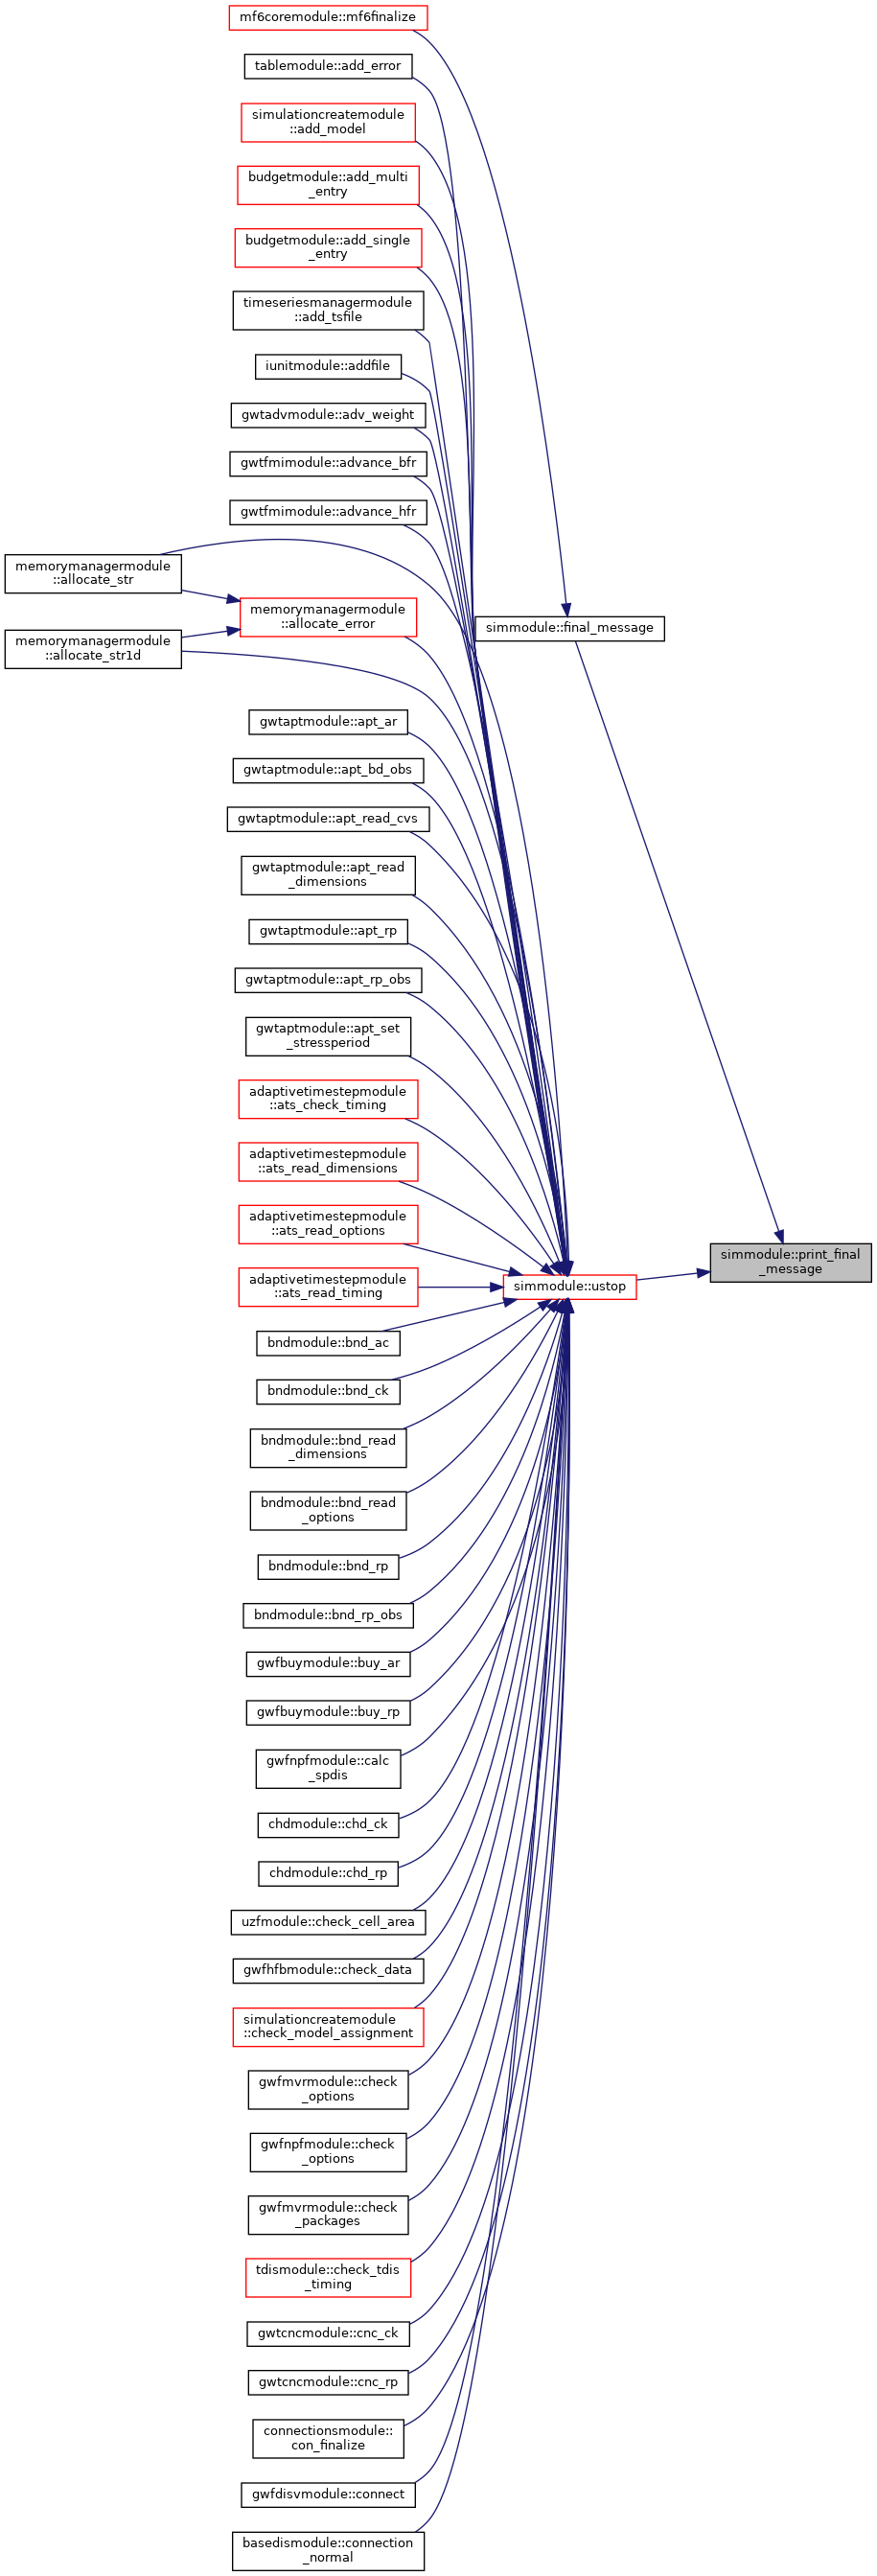 mf6coremodule::mf6finalize
tablemodule::add_error
simulationcreatemodule
::add_model
budgetmodule::add_multi
_entry
budgetmodule::add_single
_entry
timeseriesmanagermodule
::add_tsfile
iunitmodule::addfile
gwtadvmodule::adv_weight
gwtfmimodule::advance_bfr
gwtfmimodule::advance_hfr
memorymanagermodule
::allocate_str
memorymanagermodule
::allocate_error
simmodule::final_message
memorymanagermodule
::allocate_str1d
gwtaptmodule::apt_ar
gwtaptmodule::apt_bd_obs
gwtaptmodule::apt_read_cvs
gwtaptmodule::apt_read
_dimensions
gwtaptmodule::apt_rp
gwtaptmodule::apt_rp_obs
gwtaptmodule::apt_set
_stressperiod
adaptivetimestepmodule
::ats_check_timing
adaptivetimestepmodule
::ats_read_dimensions
adaptivetimestepmodule
::ats_read_options
simmodule::print_final
_message
adaptivetimestepmodule
::ats_read_timing
simmodule::ustop
bndmodule::bnd_ac
bndmodule::bnd_ck
bndmodule::bnd_read
_dimensions
bndmodule::bnd_read
_options
bndmodule::bnd_rp
bndmodule::bnd_rp_obs
gwfbuymodule::buy_ar
gwfbuymodule::buy_rp
gwfnpfmodule::calc
_spdis
chdmodule::chd_ck
chdmodule::chd_rp
uzfmodule::check_cell_area
gwfhfbmodule::check_data
simulationcreatemodule
::check_model_assignment
gwfmvrmodule::check
_options
gwfnpfmodule::check
_options
gwfmvrmodule::check
_packages
tdismodule::check_tdis
_timing
gwtcncmodule::cnc_ck
gwtcncmodule::cnc_rp
connectionsmodule::
con_finalize
gwfdisvmodule::connect
basedismodule::connection
_normal